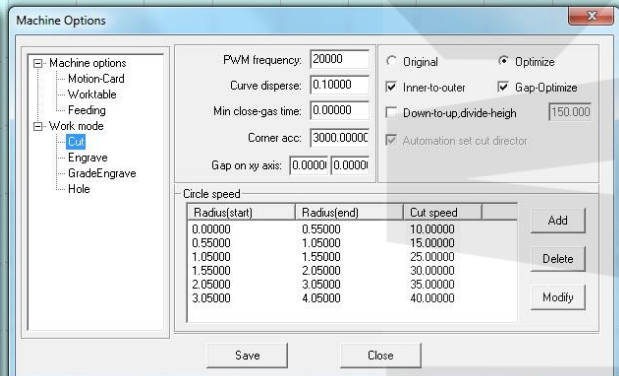 Machine Options
Machine options
Motion-Card
Worktable
Feeding
Work mode
Cut
Engrave
GradeEngrave
Hole
PWM frequency: 20000
Curve disperse: 0.10000
Min close-gas time: 0.00000
Corner acc: 3000.0000
Gap on xy axis: 0.0000 0.0000
Original Optimize
Inner-to-outer Gap-Optimize
Down-to-up,divide-heigh 150.000
Automation set cut director
Circle speed
Radius(start) Radius(end) Cut speed
0.00000 0.55000 10.00000
0.55000 1.05000 15.00000
1.05000 1.55000 25.00000
1.55000 2.05000 30.00000
2.05000 3.05000 35.00000
3.05000 4.05000 40.00000
Add
Delete
Modify
Save Close